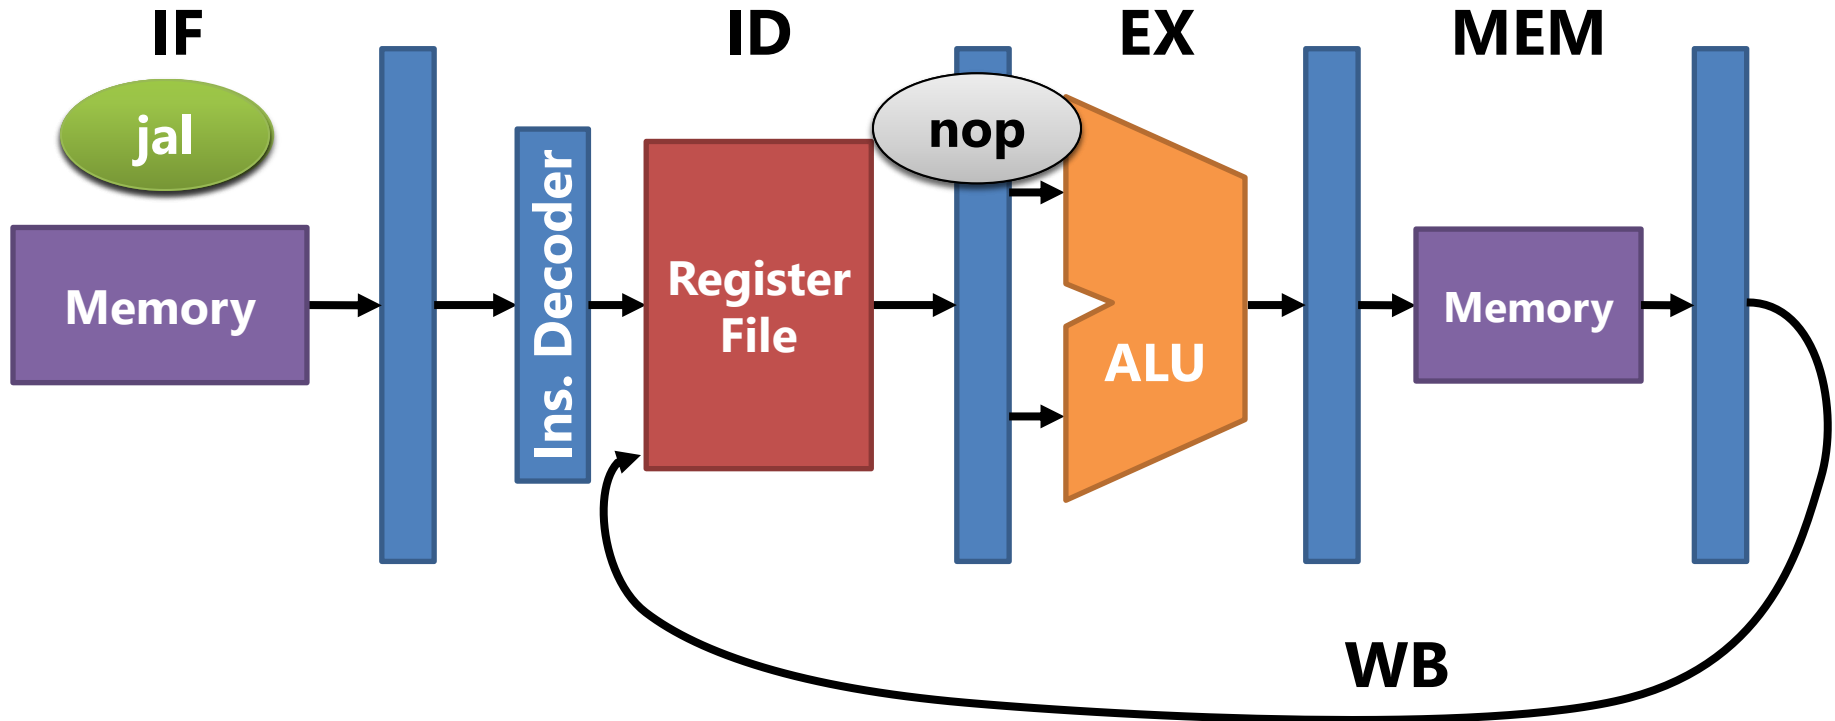 IF
ID
EX
MEM
jal
nop
Memory
Ins. Decoder
Register
File
ALU
Memory
WB